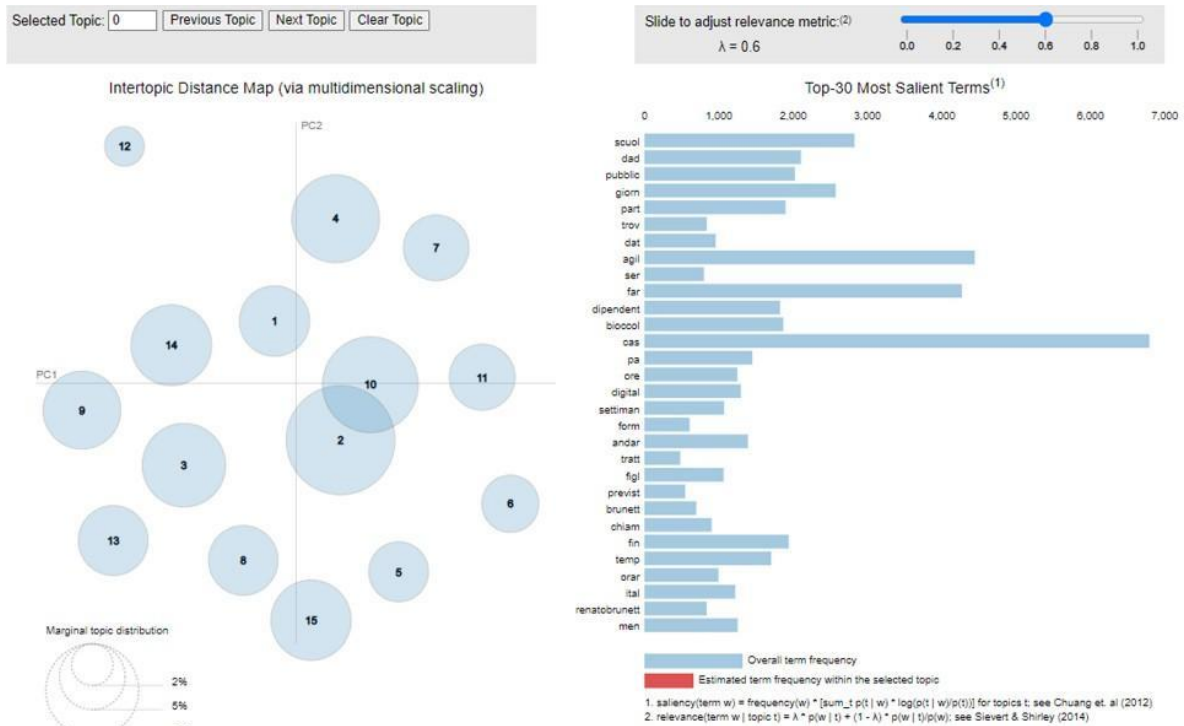 Selected Topic: 0 Previous Topic Next Topic Clear Topic
Slide to adjust relevance metric:(2)
λ = 0.6
0.0 0.2 0.4 0.6 0.8 1.0
Intertopic Distance Map (via multidimensional scaling)
PC2
PC1
12
4
7
1
14
10
11
9
2
3
6
13
8
5
15
Marginal topic distribution
2%
5%
Top-30 Most Salient Terms(1)
0 1,000 2,000 3,000 4,000 5,000 6,000 7,000
scuol
dad
pubblic
giorn
part
trov
dat
agil
ser
far
dipendent
bioccol
cas
pa
ore
digital
settiman
form
andar
tratt
figl
previst
brunett
chiam
fin
temp
orar
ital
renatobrunett
men
Overall term frequency
Estimated term frequency within the selected topic
1. saliency(term w) = frequency(w) * [sum_t p(t | w) * log(p(t | w)/p(t))] for topics t; see Chuang et. al (2012)
2. relevance(term w | topic t) = λ * p(w | t) + (1 - λ) * p(w | t)/p(w); see Sievert & Shirley (2014)